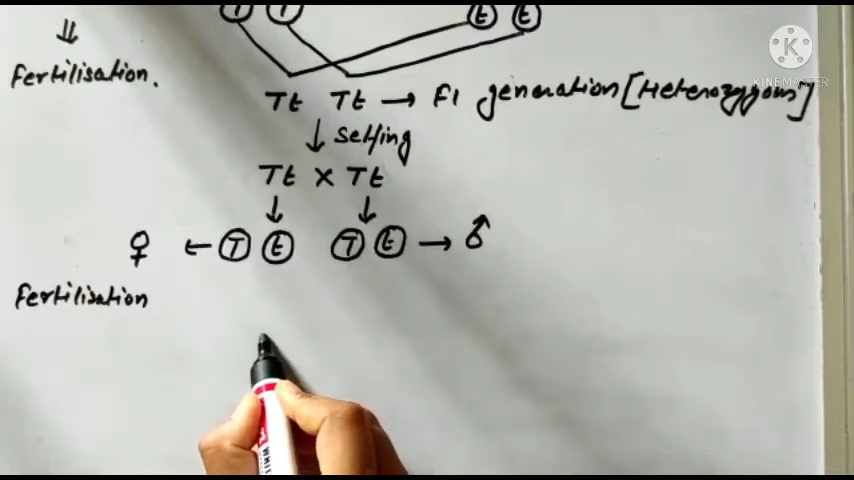 T T t t
Fertilisation.
Tt Tt → F1 generation [Heterozygous]
↓ Selfing
Tt × Tt
↓ ↓
♀ ← T t T t → ♂
Fertilisation
K
KINEMASTER